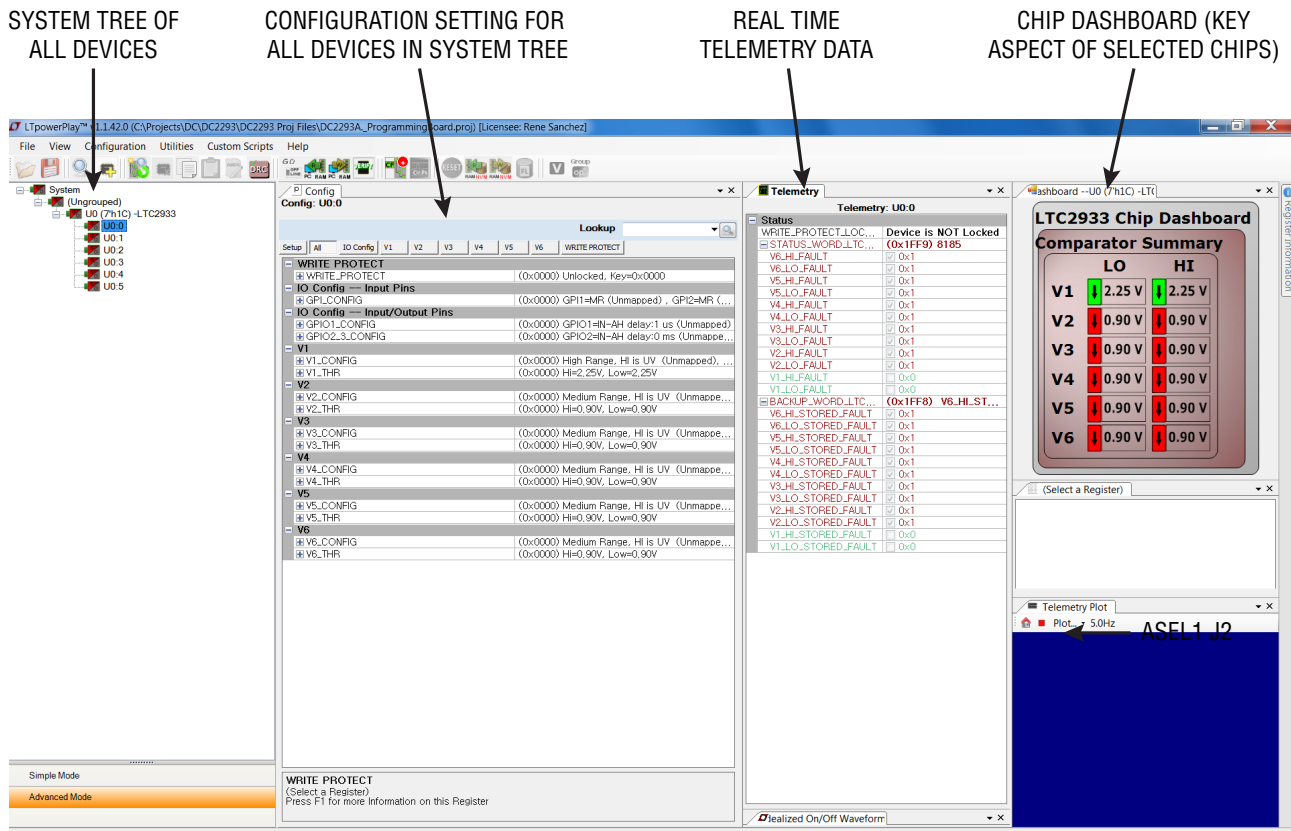 SYSTEM TREE OF
ALL DEVICES
CONFIGURATION SETTING FOR
ALL DEVICES IN SYSTEM TREE
REAL TIME
TELEMETRY DATA
CHIP DASHBOARD (KEY
ASPECT OF SELECTED CHIPS)
LTpowerPlay™ v1.1.42.0 (C:\Projects\DC\DC2293\DC2293 Proj Files\DC2293A_ProgrammingBoard.proj) [Licensee: Rene Sanchez]
File View Configuration Utilities Custom Scripts Help
System
(Ungrouped)
U0 (7'h1C) -LTC2933
U0:0
U0:1
U0:2
U0:3
U0:4
U0:5
Simple Mode
Advanced Mode
Config
Config: U0:0
Lookup
Setup All IO Config V1 V2 V3 V4 V5 V6 WRITE PROTECT
WRITE PROTECT
WRITE_PROTECT (0x0000) Unlocked, Key=0x0000
IO Config -- Input Pins
GPI_CONFIG (0x0000) GPI1=MR (Unmapped) , GPI2=MR (...
IO Config -- Input/Output Pins
GPIO1_CONFIG (0x0000) GPIO1=IN-AH delay:1 us (Unmapped)
GPIO2_3_CONFIG (0x0000) GPIO2=IN-AH delay:0 ms (Unmappe...
V1
V1_CONFIG (0x0000) High Range, HI is UV (Unmapped), ...
V1_THR (0x0000) Hi=2,25V, Low=2,25V
V2
V2_CONFIG (0x0000) Medium Range, HI is UV (Unmappe...
V2_THR (0x0000) Hi=0,90V, Low=0,90V
V3
V3_CONFIG (0x0000) Medium Range, HI is UV (Unmappe...
V3_THR (0x0000) Hi=0,90V, Low=0,90V
V4
V4_CONFIG (0x0000) Medium Range, HI is UV (Unmappe...
V4_THR (0x0000) Hi=0,90V, Low=0,90V
V5
V5_CONFIG (0x0000) Medium Range, HI is UV (Unmappe...
V5_THR (0x0000) Hi=0,90V, Low=0,90V
V6
V6_CONFIG (0x0000) Medium Range, HI is UV (Unmappe...
V6_THR (0x0000) Hi=0,90V, Low=0,90V
WRITE PROTECT
(Select a Register)
Press F1 for more Information on this Register
Telemetry
Telemetry: U0:0
Status
WRITE_PROTECT_LOC... Device is NOT Locked
STATUS_WORD_LTC... (0x1FF9) 8185
V6_HI_FAULT 0x1
V6_LO_FAULT 0x1
V5_HI_FAULT 0x1
V5_LO_FAULT 0x1
V4_HI_FAULT 0x1
V4_LO_FAULT 0x1
V3_HI_FAULT 0x1
V3_LO_FAULT 0x1
V2_HI_FAULT 0x1
V2_LO_FAULT 0x1
V1_HI_FAULT 0x0
V1_LO_FAULT 0x0
BACKUP_WORD_LTC... (0x1FF8) V6_HI_ST...
V6_HI_STORED_FAULT 0x1
V6_LO_STORED_FAULT 0x1
V5_HI_STORED_FAULT 0x1
V5_LO_STORED_FAULT 0x1
V4_HI_STORED_FAULT 0x1
V4_LO_STORED_FAULT 0x1
V3_HI_STORED_FAULT 0x1
V3_LO_STORED_FAULT 0x1
V2_HI_STORED_FAULT 0x1
V2_LO_STORED_FAULT 0x1
V1_HI_STORED_FAULT 0x0
V1_LO_STORED_FAULT 0x0
Idealized On/Off Waveform
ashboard --U0 (7'h1C) -LT(
LTC2933 Chip Dashboard
Comparator Summary
LO HI
V1 2.25 V 2.25 V
V2 0.90 V 0.90 V
V3 0.90 V 0.90 V
V4 0.90 V 0.90 V
V5 0.90 V 0.90 V
V6 0.90 V 0.90 V
Register Information
(Select a Register)
Telemetry Plot
Plot... 5.0Hz
ASEL1 J2